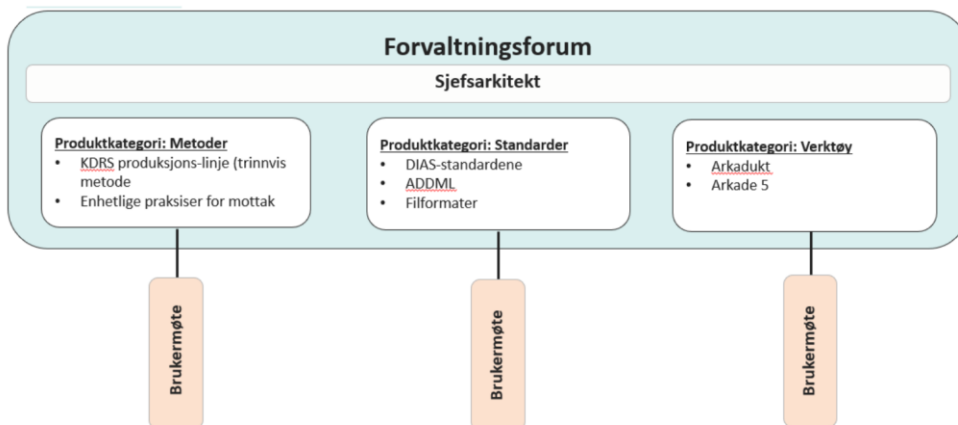 Forvaltningsforum
Sjefsarkitekt
Produktkategori: Metoder
• KDRS produksjons-linje (trinnvis
metode
• Enhetlige praksiser for mottak
Produktkategori: Standarder
• DIAS-standardene
• ADDML
• Filformater
Produktkategori: Verktøy
• Arkadukt
• Arkade 5
Brukermøte
Brukermøte
Brukermøte